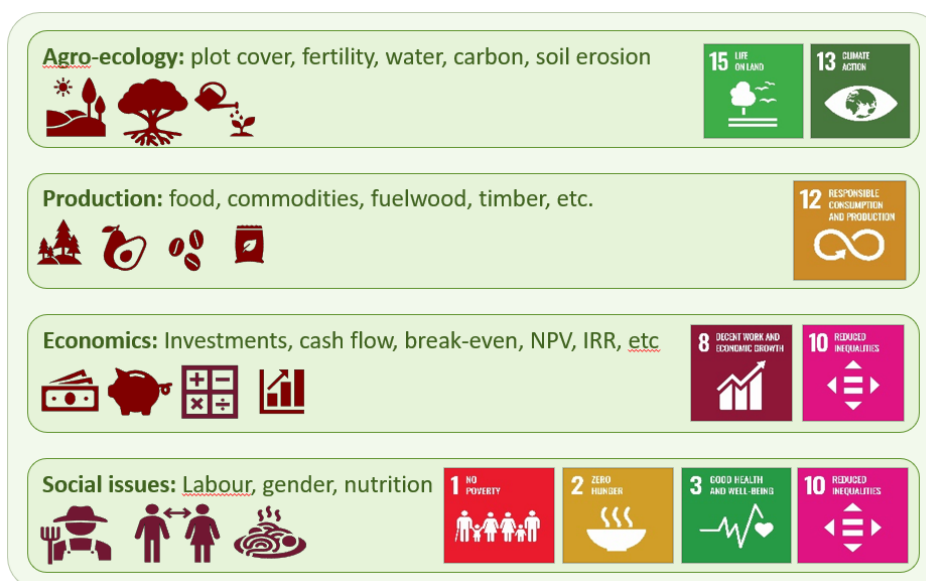 Agro-ecology: plot cover, fertility, water, carbon, soil erosion
15 LIFE
ON LAND
13 CLIMATE
ACTION
Production: food, commodities, fuelwood, timber, etc.
12 RESPONSIBLE
CONSUMPTION
AND PRODUCTION
Economics: Investments, cash flow, break-even, NPV, IRR, etc
8 DECENT WORK AND
ECONOMIC GROWTH
10 REDUCED
INEQUALITIES
Social issues: Labour, gender, nutrition
1 NO
POVERTY
2 ZERO
HUNGER
3 GOOD HEALTH
AND WELL-BEING
10 REDUCED
INEQUALITIES